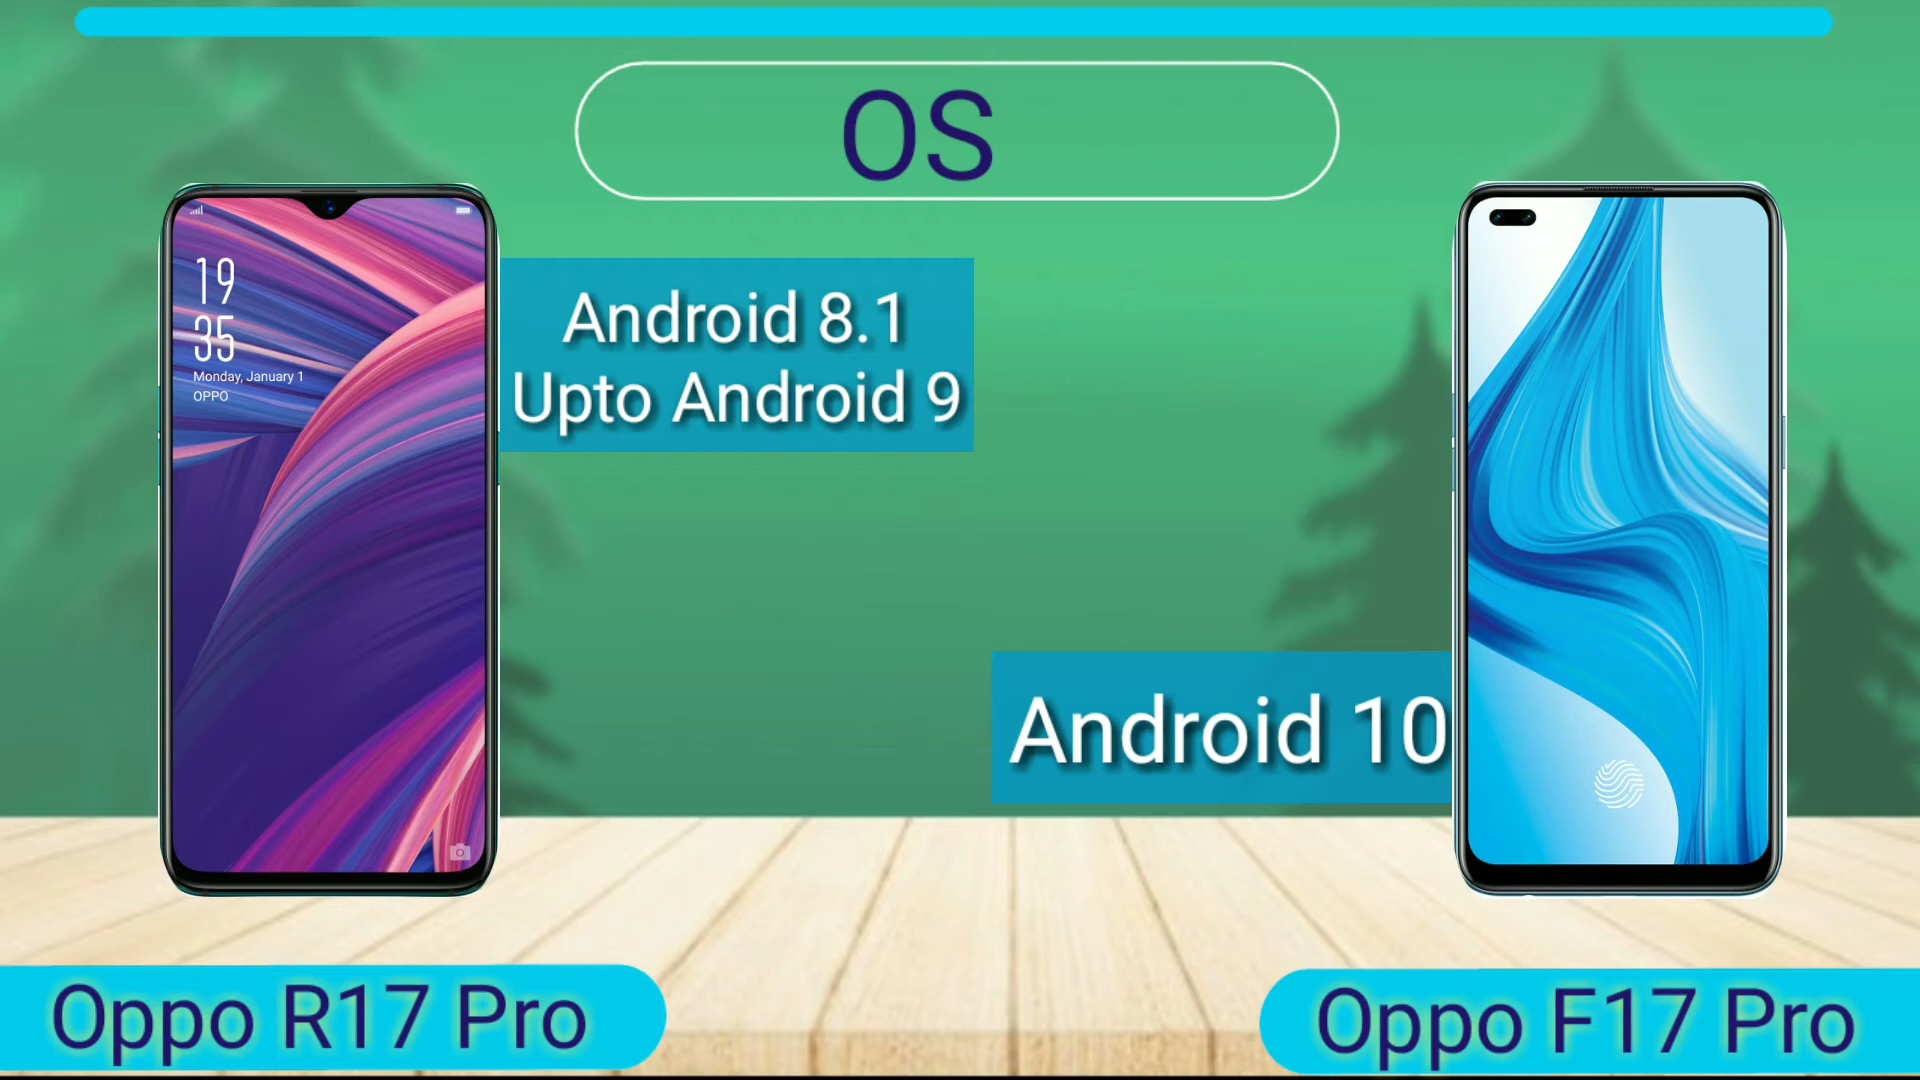 OS
19
35
Monday, January 1
OPPO
Android 8.1
Upto Android 9
Android 10
Oppo R17 Pro
Oppo F17 Pro